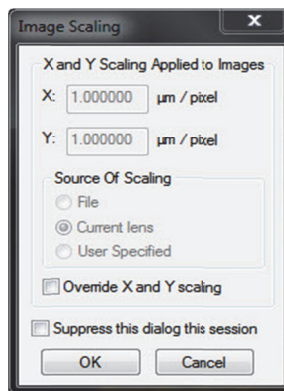 Image Scaling
X
X and Y Scaling Applied to Images
X: 1.000000 µm / pixel
Y: 1.000000 µm / pixel
Source Of Scaling
File
Current lens
User Specified
Override X and Y scaling
Suppress this dialog this session
OK Cancel